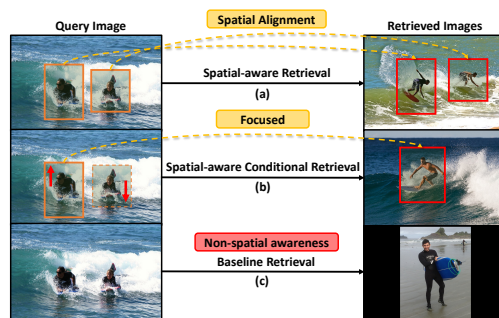 Query Image
Spatial Alignment
Retrieved Images
Spatial-aware Retrieval
(a)
Focused
Spatial-aware Conditional Retrieval
(b)
Non-spatial awareness
Baseline Retrieval
(c)